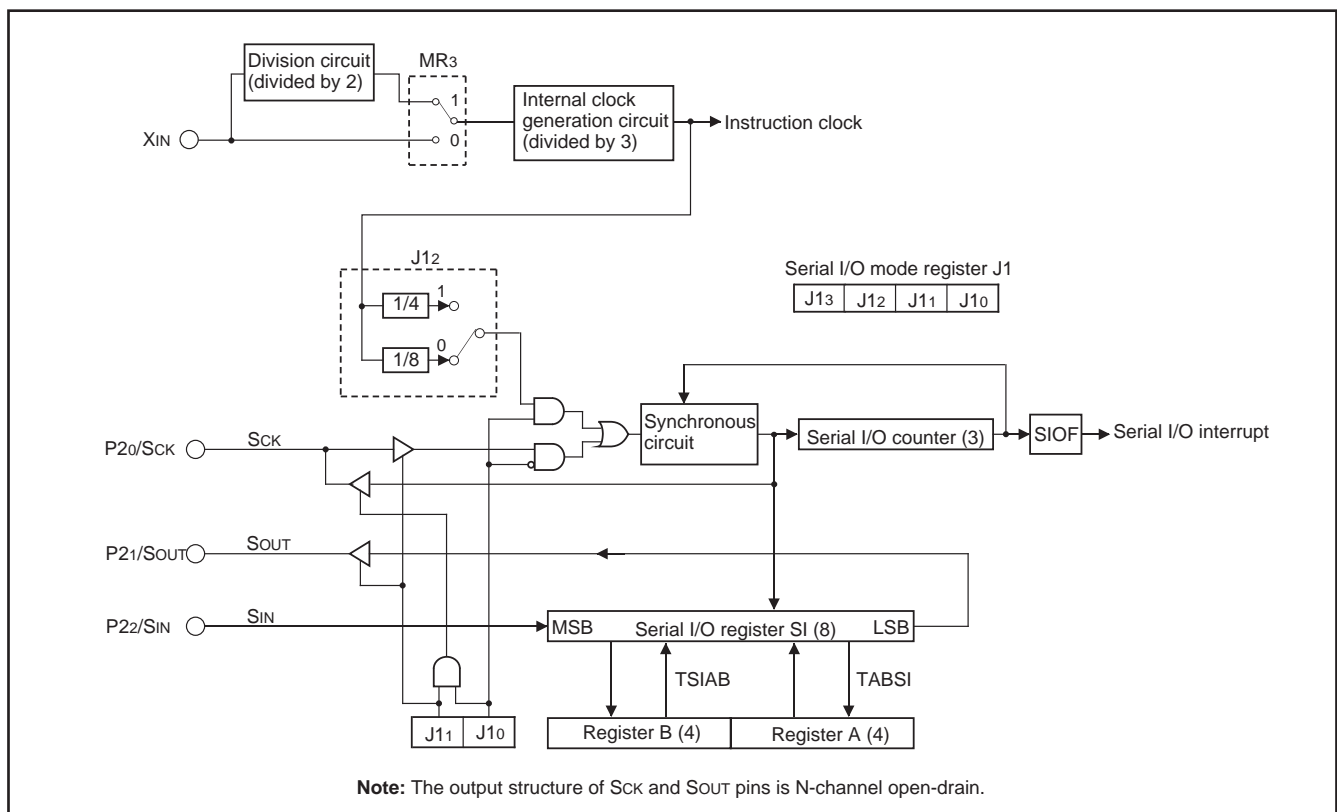 Division circuit
(divided by 2)
MR3
1
0
XIN
Internal clock
generation circuit
(divided by 3)
Instruction clock
J12
1/4
1
1/8
0
Serial I/O mode register J1
J13 J12 J11 J10
P20/SCK
SCK
Synchronous
circuit
Serial I/O counter (3)
SIOF
Serial I/O interrupt
P21/SOUT
SOUT
P22/SIN
SIN
MSB Serial I/O register SI (8) LSB
TSIAB
TABSI
J11 J10
Register B (4) Register A (4)
Note: The output structure of SCK and SOUT pins is N-channel open-drain.